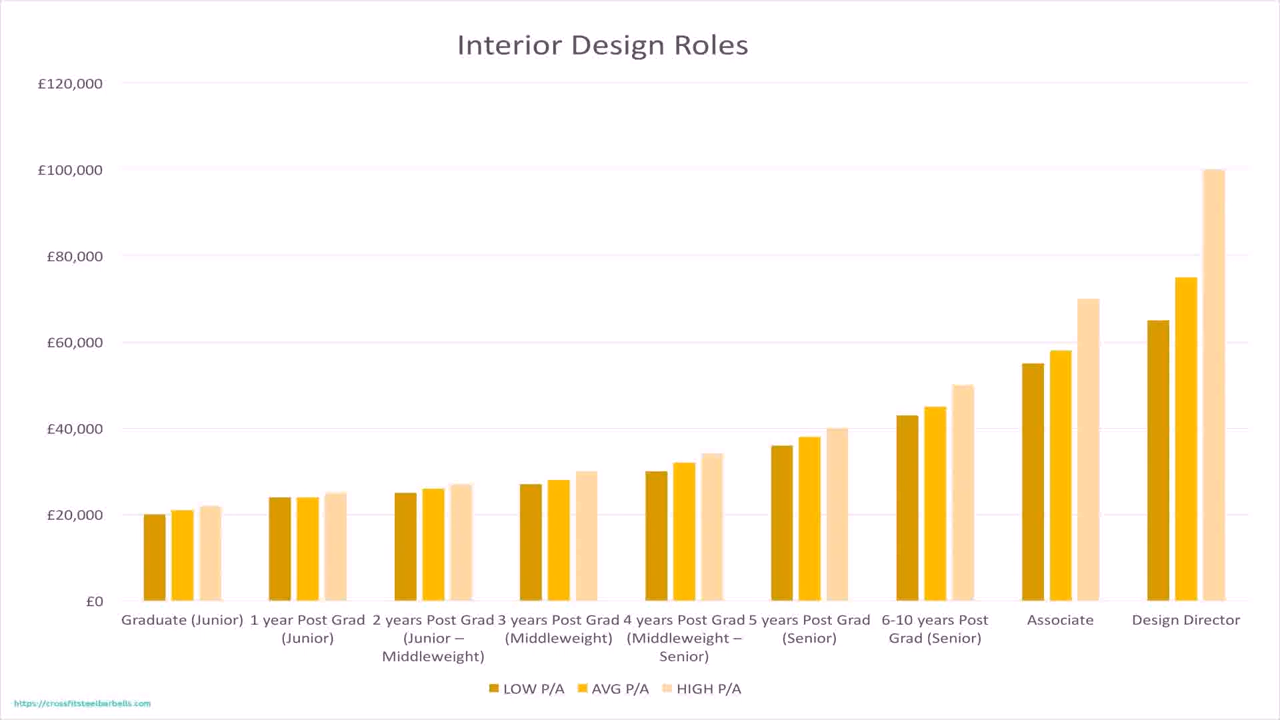 Interior Design Roles
£120,000
£100,000
£80,000
£60,000
£40,000
£20,000
£0
Graduate (Junior)
1 year Post Grad
(Junior)
2 years Post Grad
(Junior –
Middleweight)
3 years Post Grad
(Middleweight)
4 years Post Grad
(Middleweight –
Senior)
5 years Post Grad
(Senior)
6-10 years Post
Grad (Senior)
Associate
Design Director
LOW P/A
AVG P/A
HIGH P/A
https://crossfitsteelbarbells.com